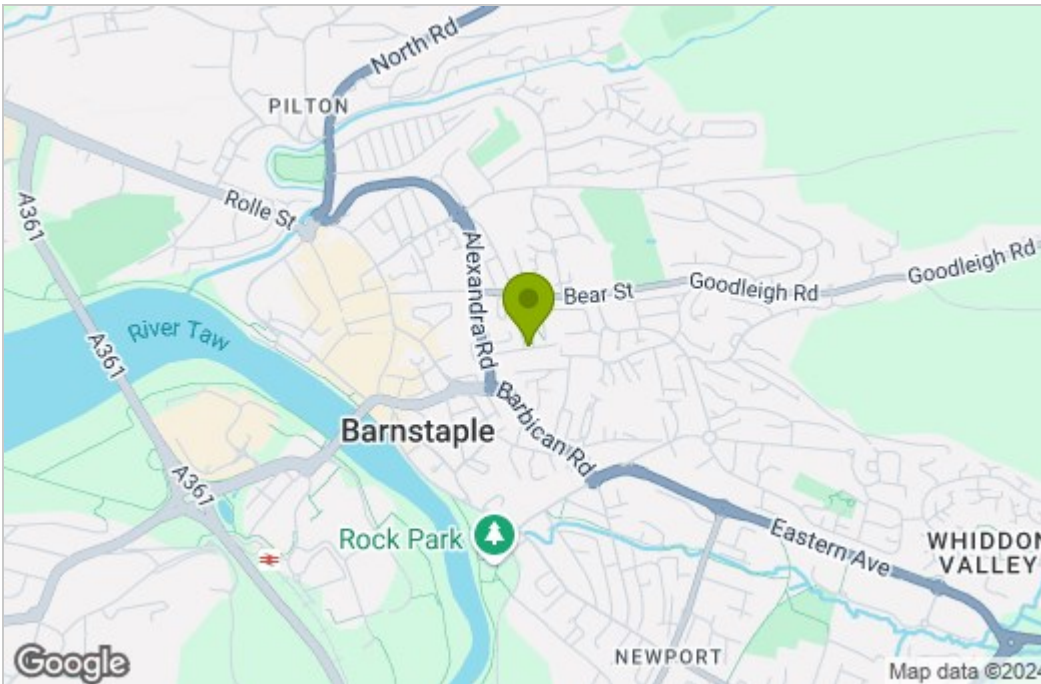 North Rd
PILTON
A361
Rolle St
Alexandra Rd
Bear St
Goodleigh Rd
Goodleigh Rd
River Taw
A361
Barbican Rd
Barnstaple
A361
Rock Park
Eastern Ave
WHIDDON
VALLEY
NEWPORT
Google
Map data ©2024